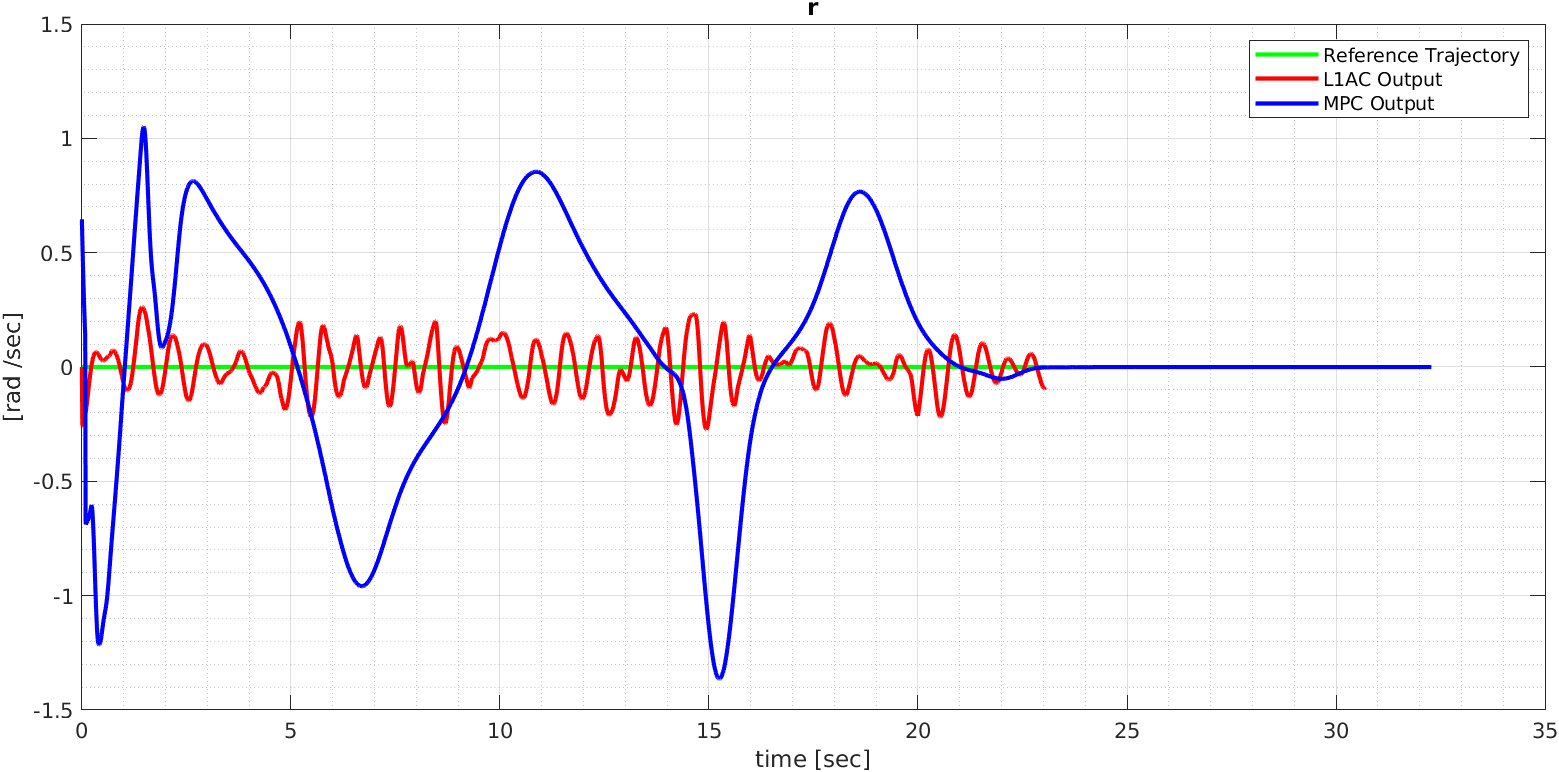 r
Reference Trajectory
L1AC Output
MPC Output
1.5
1
0.5
0
-0.5
-1
-1.5
[rad /sec]
0 5 10 15 20 25 30 35
time [sec]